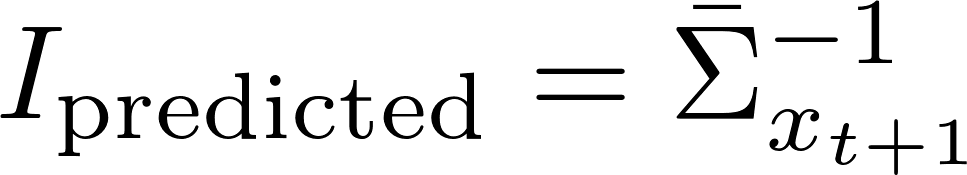 I_predicted = Σ̄_{x_{t+1}}^{-1}